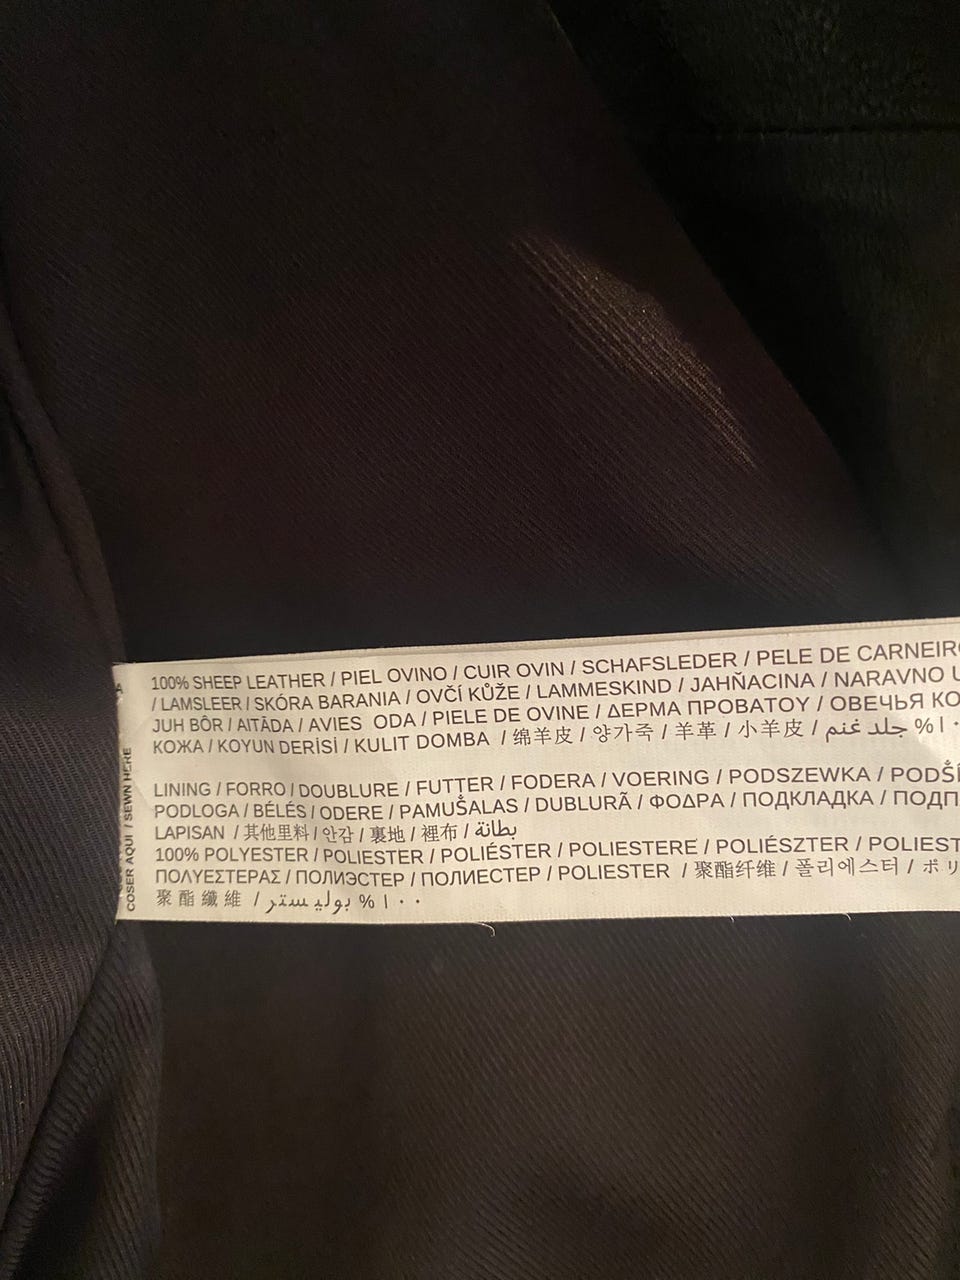 100% SHEEP LEATHER / PIEL OVINO / CUIR OVIN / SCHAFSLEDER / PELE DE CARNEIRO
/ LAMSLEER / SKÓRA BARANIA / OVČÍ KŮŽE / LAMMESKIND / JAHŇACINA / NARAVNO
JUH BŐR / AITĀDA / AVIES ODA / PIELE DE OVINE / ΔΕΡΜΑ ΠΡΟΒΑΤΟΥ / ОВЕЧЬЯ
КОЖА / KOYUN DERİSİ / KULIT DOMBA / 绵羊皮 / 양가죽 / 羊革 / 小羊皮 / جلد غنم %١٠
LINING / FORRO / DOUBLURE / FUTTER / FODERA / VOERING / PODSZEWKA /
PODLOGA / BÉLÉS / ODERE / PAMUŠALAS / DUBLURÃ / ΦΟΔΡΑ / ПОДКЛАДКА /
LAPISAN / 其他里料 / 안감 / 裏地 / 裡布 / بطانة
100% POLYESTER / POLIESTER / POLIÉSTER / POLIESTERE / POLIÉSZTER /
ΠΟΛΥΕΣΤΕΡΑΣ / ПОЛИЭСТЕР / ПОЛИЕСТЕР / POLIESTER / 聚酯纤维 / 폴리에스터 /
聚酯纖維 / بوليستر %١٠٠
COSER AQUI / SEWN HERE